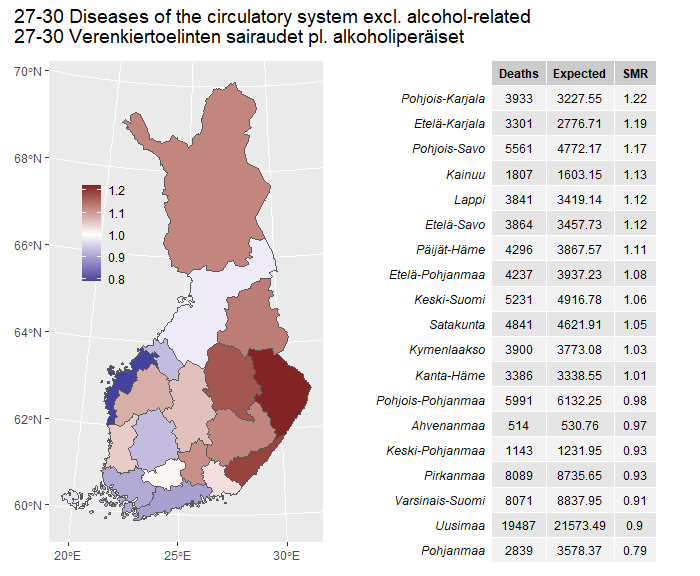 27-30 Diseases of the circulatory system excl. alcohol-related
27-30 Verenkiertoelinten sairaudet pl. alkoholiperäiset
70°N
68°N
66°N
64°N
62°N
60°N
20°E 25°E 30°E
1.2
1.1
1.0
0.9
0.8
Deaths Expected SMR
Pohjois-Karjala 3933 3227.55 1.22
Etelä-Karjala 3301 2776.71 1.19
Pohjois-Savo 5561 4772.17 1.17
Kainuu 1807 1603.15 1.13
Lappi 3841 3419.14 1.12
Etelä-Savo 3864 3457.73 1.12
Päijät-Häme 4296 3867.57 1.11
Etelä-Pohjanmaa 4237 3937.23 1.08
Keski-Suomi 5231 4916.78 1.06
Satakunta 4841 4621.91 1.05
Kymenlaakso 3900 3773.08 1.03
Kanta-Häme 3386 3338.55 1.01
Pohjois-Pohjanmaa 5991 6132.25 0.98
Ahvenanmaa 514 530.76 0.97
Keski-Pohjanmaa 1143 1231.95 0.93
Pirkanmaa 8089 8735.65 0.93
Varsinais-Suomi 8071 8837.95 0.91
Uusimaa 19487 21573.49 0.9
Pohjanmaa 2839 3578.37 0.79